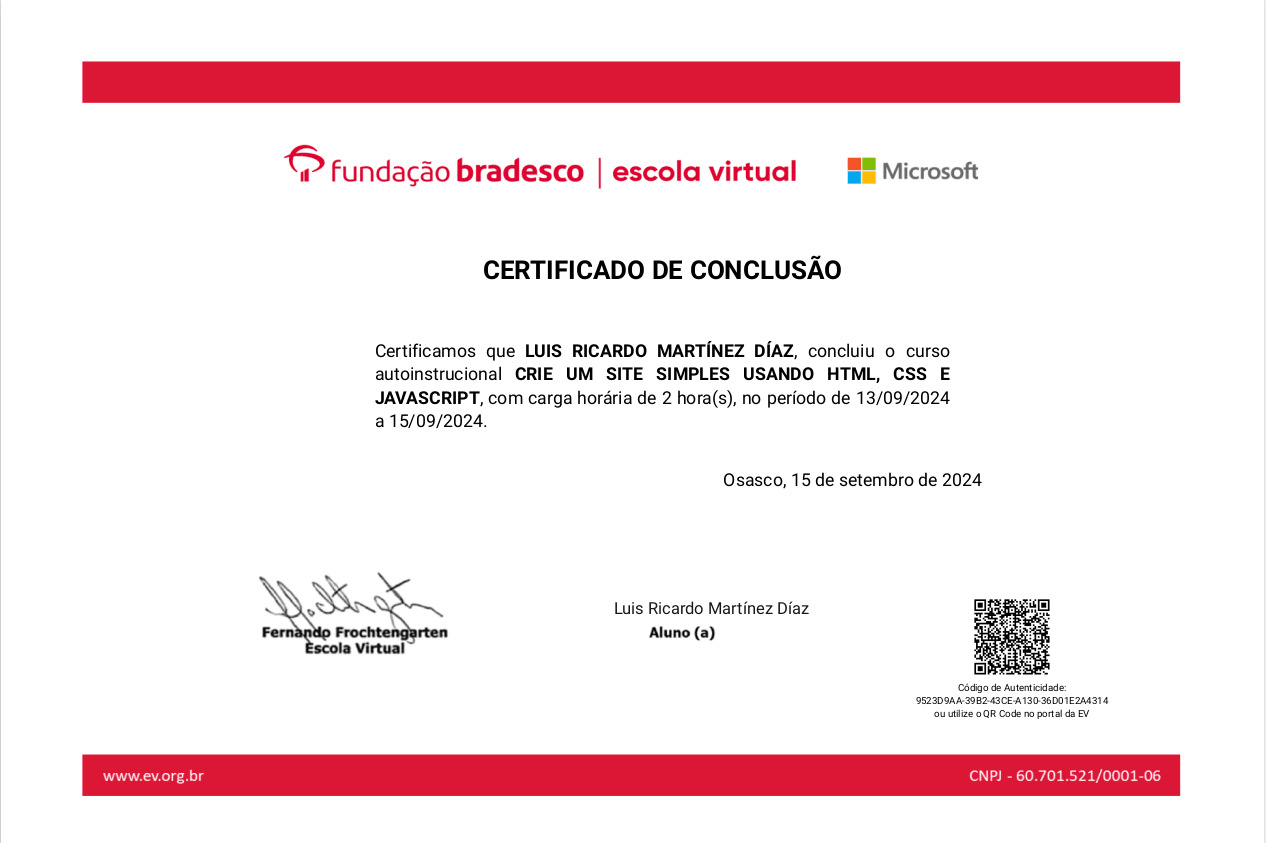 fundação bradesco | escola virtual Microsoft
CERTIFICADO DE CONCLUSÃO
Certificamos que LUIS RICARDO MARTÍNEZ DÍAZ, concluiu o curso
autoinstrucional CRIE UM SITE SIMPLES USANDO HTML, CSS E
JAVASCRIPT, com carga horária de 2 hora(s), no período de 13/09/2024
a 15/09/2024.
Osasco, 15 de setembro de 2024
Fernando Frochtengarten
Escola Virtual
Luis Ricardo Martínez Díaz
Aluno (a)
Código de Autenticidade:
9523D9AA-39B2-43CE-A130-36D01E2A4314
ou utilize o QR Code no portal da EV
www.ev.org.br
CNPJ - 60.701.521/0001-06